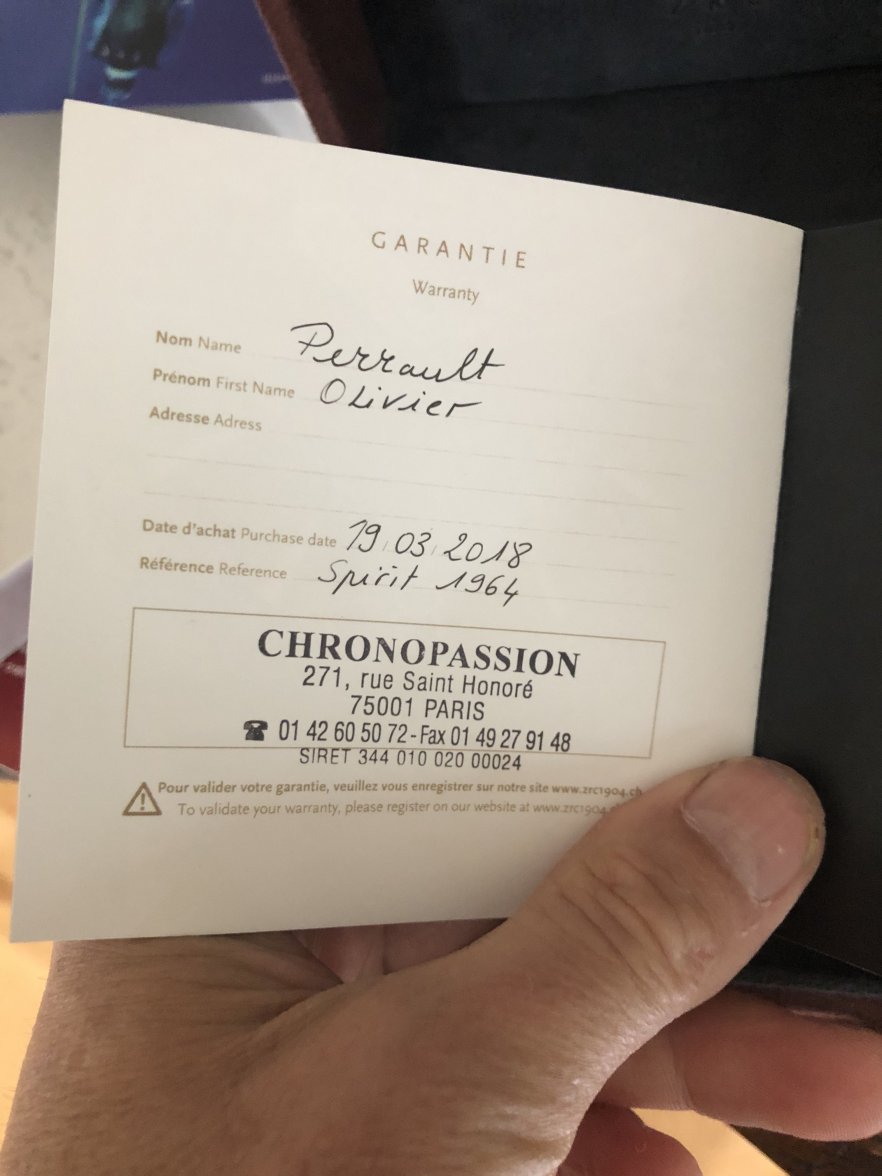 GARANTIE
Warranty
Nom Name Perrault
Prénom First Name Olivier
Adresse Adress
Date d'achat Purchase date 19.03.2018
Référence Reference Spirit 1964
CHRONOPASSION
271, rue Saint Honoré
75001 PARIS
☎ 01 42 60 50 72 - Fax 01 49 27 91 48
SIRET 344 010 020 00024
Pour valider votre garantie, veuillez vous enregistrer sur notre site www.zrc1904.ch
To validate your warranty, please register on our website at www.zrc1904.